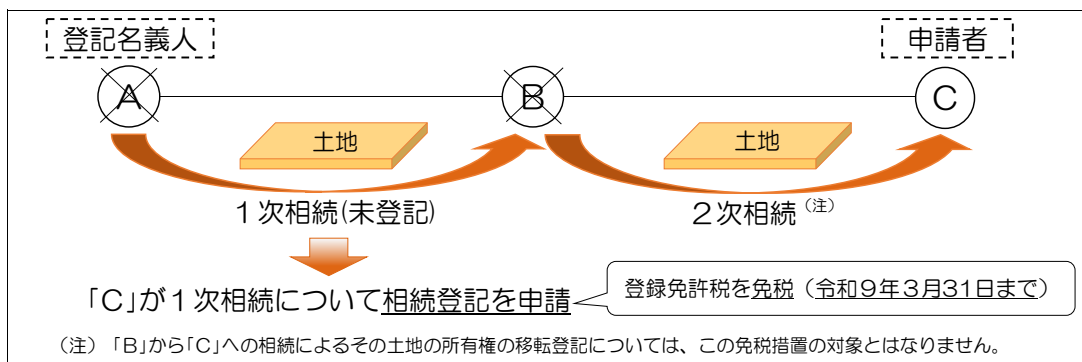 登記名義人
申請者
A
B
C
土地
土地
１次相続(未登記)
２次相続（注）
「C」が１次相続について相続登記を申請
登録免許税を免税（令和９年３月31日まで）
（注）「B」から「C」への相続によるその土地の所有権の移転登記については、この免税措置の対象とはなりません。